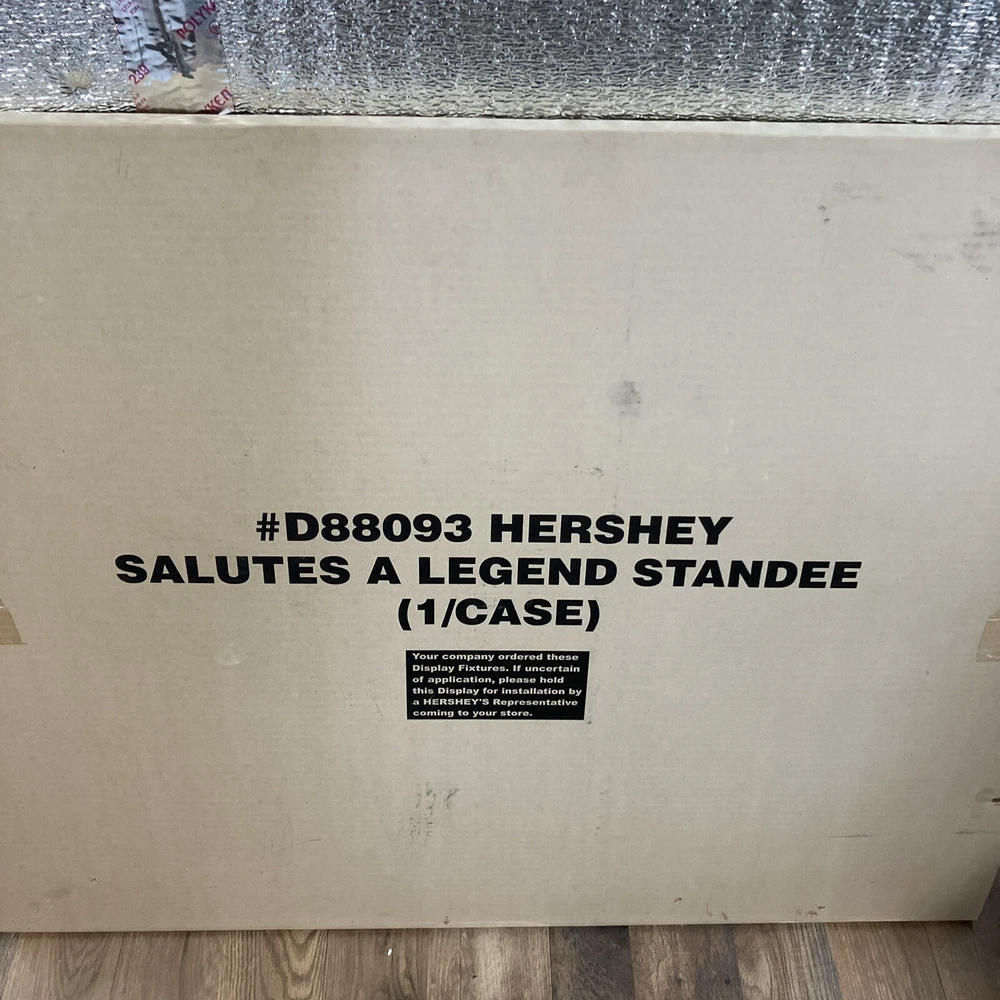 #D88093 HERSHEY
SALUTES A LEGEND STANDEE
(1/CASE)
Your company ordered these
Display Fixtures. If uncertain
of application, please hold
this Display for installation by
a HERSHEY'S Representative
coming to your store.